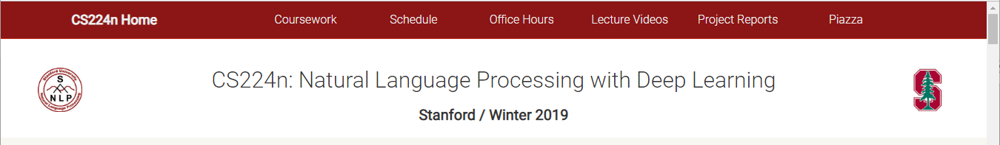 CS224n Home Coursework Schedule Office Hours Lecture Videos Project Reports Piazza
Stanford University
S
NLP
Natural Language Processing
CS224n: Natural Language Processing with Deep Learning
S
Stanford / Winter 2019